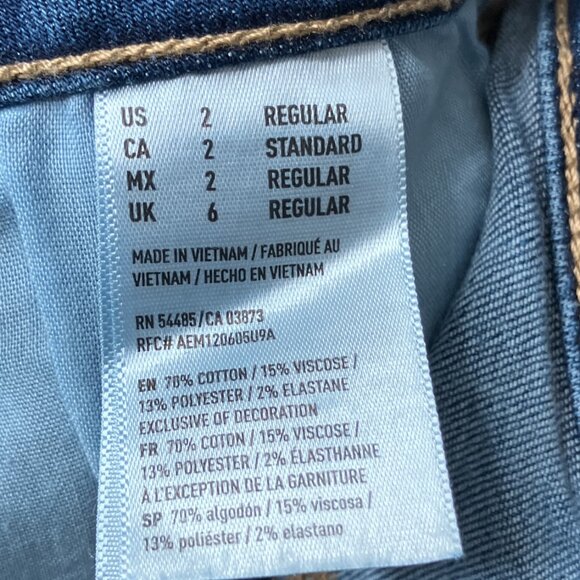 US 2 REGULAR
CA 2 STANDARD
MX 2 REGULAR
UK 6 REGULAR
MADE IN VIETNAM / FABRIQUÉ AU
VIETNAM / HECHO EN VIETNAM
RN 54485/CA 03873
RFC# AEM120605U9A
EN 70% COTTON / 15% VISCOSE /
13% POLYESTER / 2% ELASTANE
EXCLUSIVE OF DECORATION
FR 70% COTON / 15% VISCOSE /
13% POLYESTER / 2% ÉLASTHANNE
À L'EXCEPTION DE LA GARNITURE
SP 70% algodón / 15% viscosa /
13% poliéster / 2% elastano